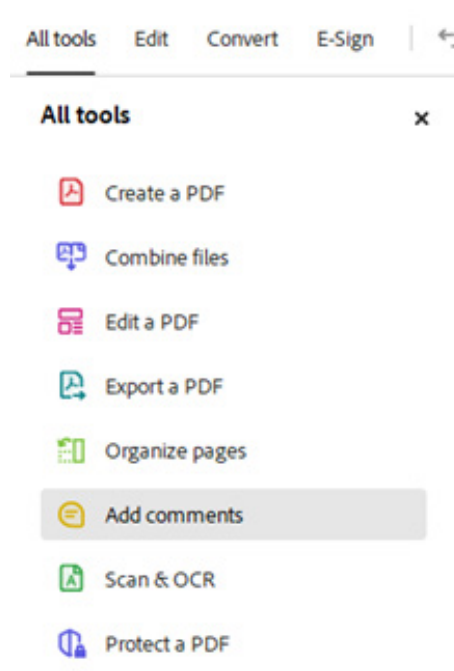 All tools Edit Convert E-Sign
All tools
Create a PDF
Combine files
Edit a PDF
Export a PDF
Organize pages
Add comments
Scan & OCR
Protect a PDF